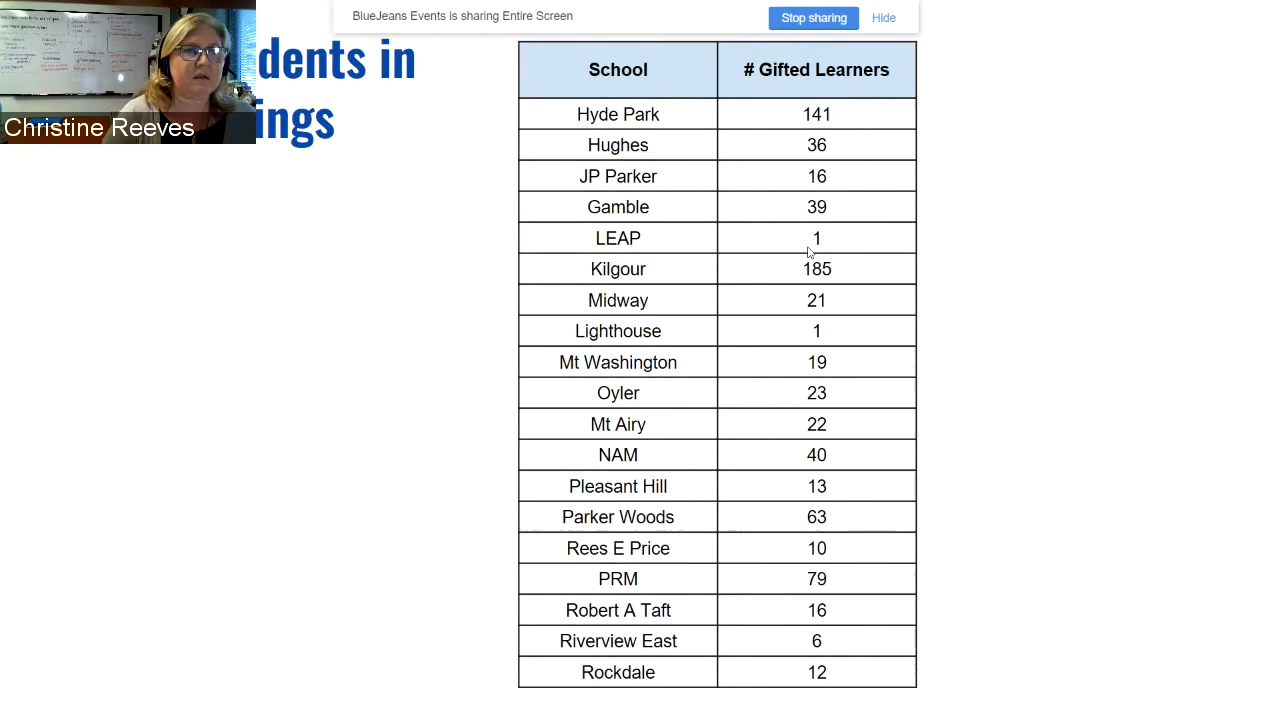 BlueJeans Events is sharing Entire Screen
Stop sharing
Hide
dents in
ings
Christine Reeves
School # Gifted Learners
Hyde Park 141
Hughes 36
JP Parker 16
Gamble 39
LEAP 1
Kilgour 185
Midway 21
Lighthouse 1
Mt Washington 19
Oyler 23
Mt Airy 22
NAM 40
Pleasant Hill 13
Parker Woods 63
Rees E Price 10
PRM 79
Robert A Taft 16
Riverview East 6
Rockdale 12